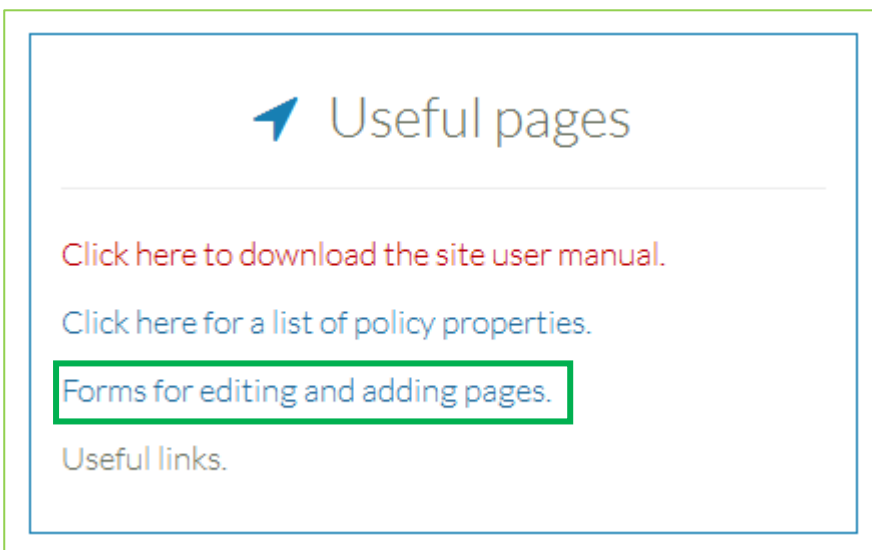 Useful pages
Click here to download the site user manual.
Click here for a list of policy properties.
Forms for editing and adding pages.
Useful links.